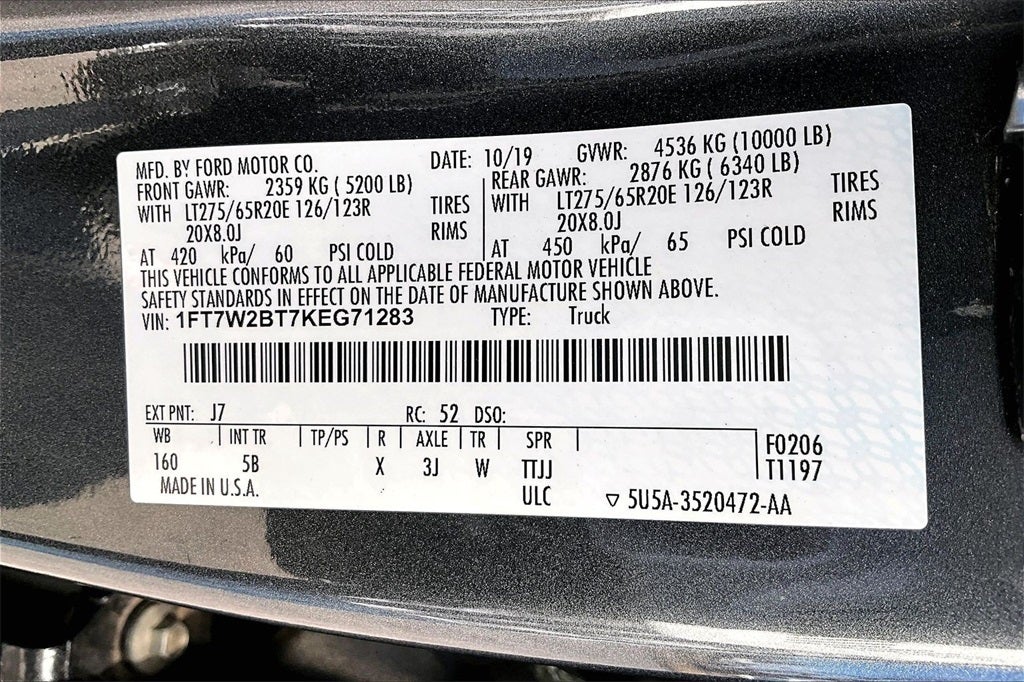 MFD. BY FORD MOTOR CO. DATE: 10/19 GVWR: 4536 KG (10000 LB)
FRONT GAWR: 2359 KG ( 5200 LB) REAR GAWR: 2876 KG ( 6340 LB)
WITH LT275/65R20E 126/123R TIRES WITH LT275/65R20E 126/123R TIRES
20X8.0J RIMS 20X8.0J RIMS
AT 420 kPa/ 60 PSI COLD AT 450 kPa/ 65 PSI COLD
THIS VEHICLE CONFORMS TO ALL APPLICABLE FEDERAL MOTOR VEHICLE
SAFETY STANDARDS IN EFFECT ON THE DATE OF MANUFACTURE SHOWN ABOVE.
VIN: 1FT7W2BT7KEG71283 TYPE: Truck
EXT PNT: J7 RC: 52 DSO:
WB INT TR TP/PS R AXLE TR SPR F0206
160 5B X 3J W TTJJ T1197
MADE IN U.S.A. ULC ▽ 5U5A-3520472-AA